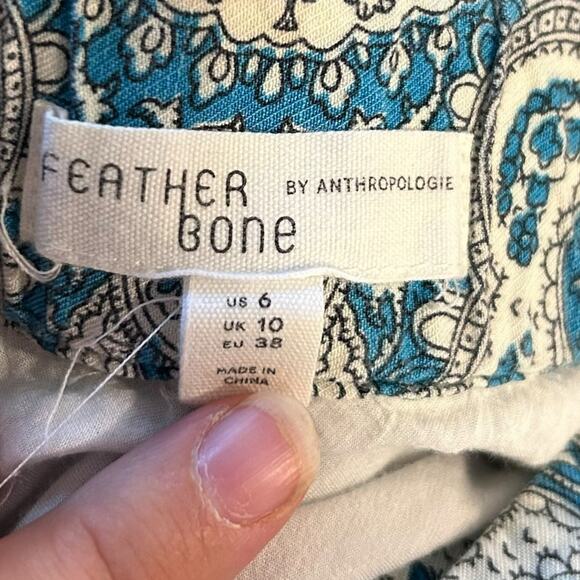 FEATHER BY ANTHROPOLOGIE
BONE
US 6
UK 10
EU 38
MADE IN
CHINA